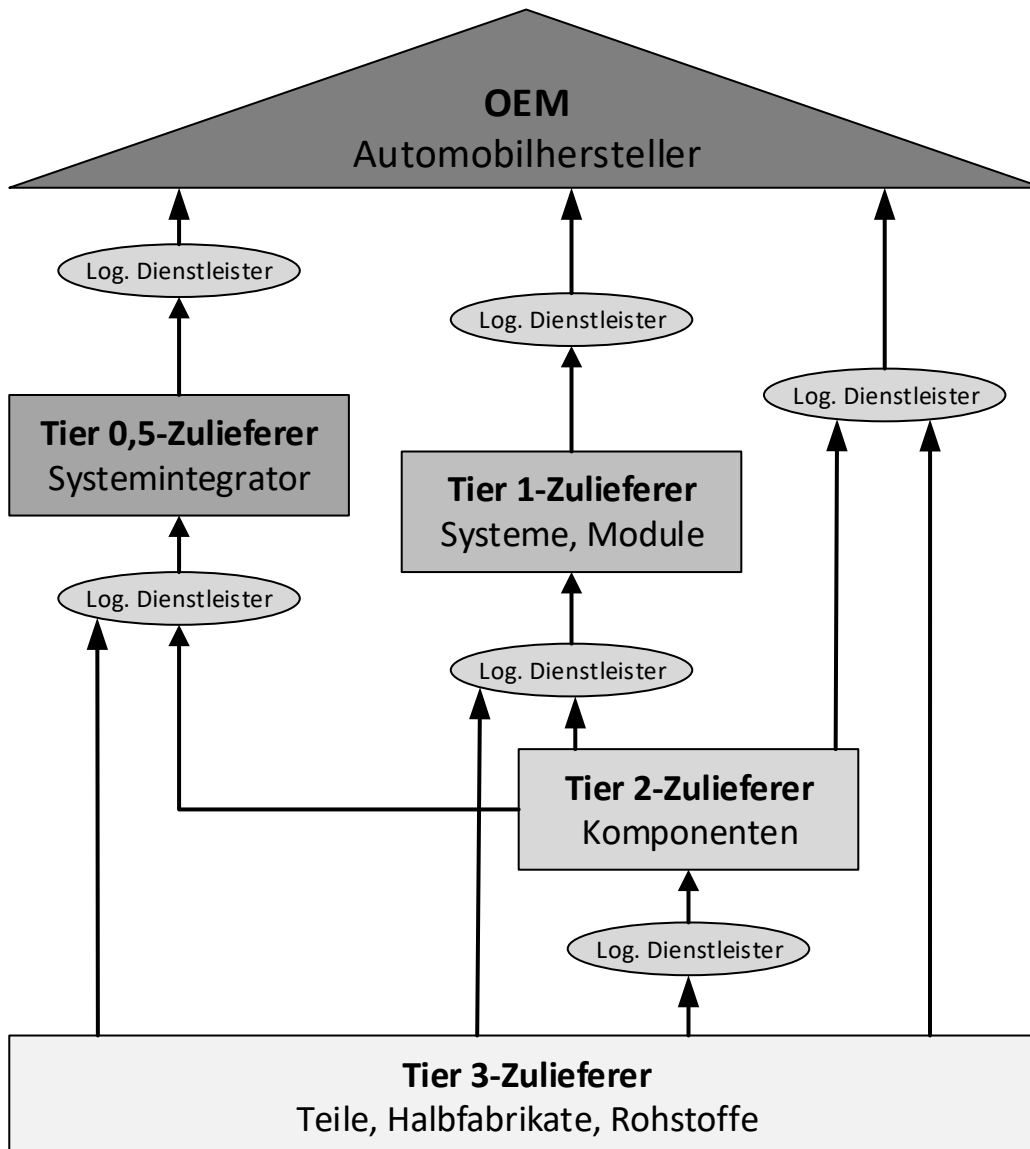 OEM
Automobilhersteller
Log. Dienstleister
Log. Dienstleister
Log. Dienstleister
Tier 0,5-Zulieferer
Systemintegrator
Tier 1-Zulieferer
Systeme, Module
Log. Dienstleister
Log. Dienstleister
Tier 2-Zulieferer
Komponenten
Log. Dienstleister
Tier 3-Zulieferer
Teile, Halbfabrikate, Rohstoffe